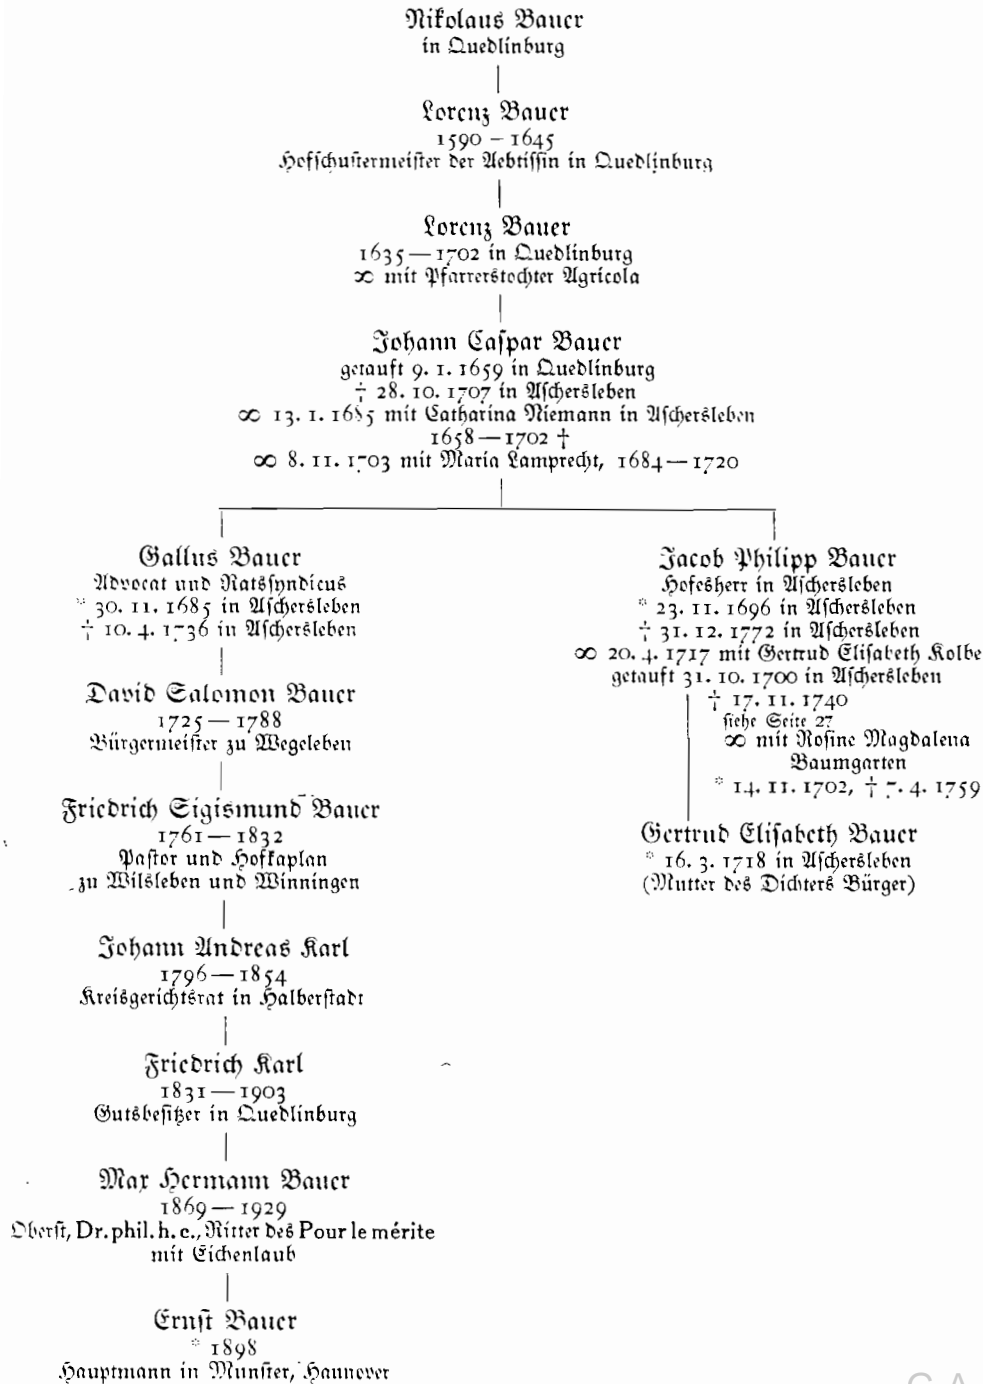 Nikolaus Bauer
in Quedlinburg
Lorenz Bauer
1590 – 1645
Hofschustermeister der Aebtissin in Quedlinburg
Lorenz Bauer
1635 — 1702 in Quedlinburg
∞ mit Pfarrerstochter Agricola
Johann Caspar Bauer
getauft 9. 1. 1659 in Quedlinburg
† 28. 10. 1707 in Aschersleben
∞ 13. 1. 1685 mit Catharina Niemann in Aschersleben
1658 — 1702 †
∞ 8. 11. 1703 mit Maria Lamprecht, 1684 — 1720
Gallus Bauer
Advocat und Ratssyndicus
* 30. 11. 1685 in Aschersleben
† 10. 4. 1736 in Aschersleben
David Salomon Bauer
1725 — 1788
Bürgermeister zu Wegeleben
Friedrich Sigismund Bauer
1761 — 1832
Pastor und Hofkaplan
zu Wilsleben und Winningen
Johann Andreas Karl
1796 — 1854
Kreisgerichtsrat in Halberstadt
Friedrich Karl
1831 — 1903
Gutsbesitzer in Quedlinburg
Max Hermann Bauer
1869 — 1929
Oberst, Dr. phil. h. c., Ritter des Pour le mérite
mit Eichenlaub
Ernst Bauer
* 1898
Hauptmann in Munster, Hannover
Jacob Philipp Bauer
Hofesherr in Aschersleben
* 23. 11. 1696 in Aschersleben
† 31. 12. 1772 in Aschersleben
∞ 20. 4. 1717 mit Gertrud Elisabeth Kolbe
getauft 31. 10. 1700 in Aschersleben
† 17. 11. 1740
siehe Seite 27
∞ mit Rosine Magdalena
Baumgarten
* 14. 11. 1702, † 7. 4. 1759
Gertrud Elisabeth Bauer
* 16. 3. 1718 in Aschersleben
(Mutter des Dichters Bürger)